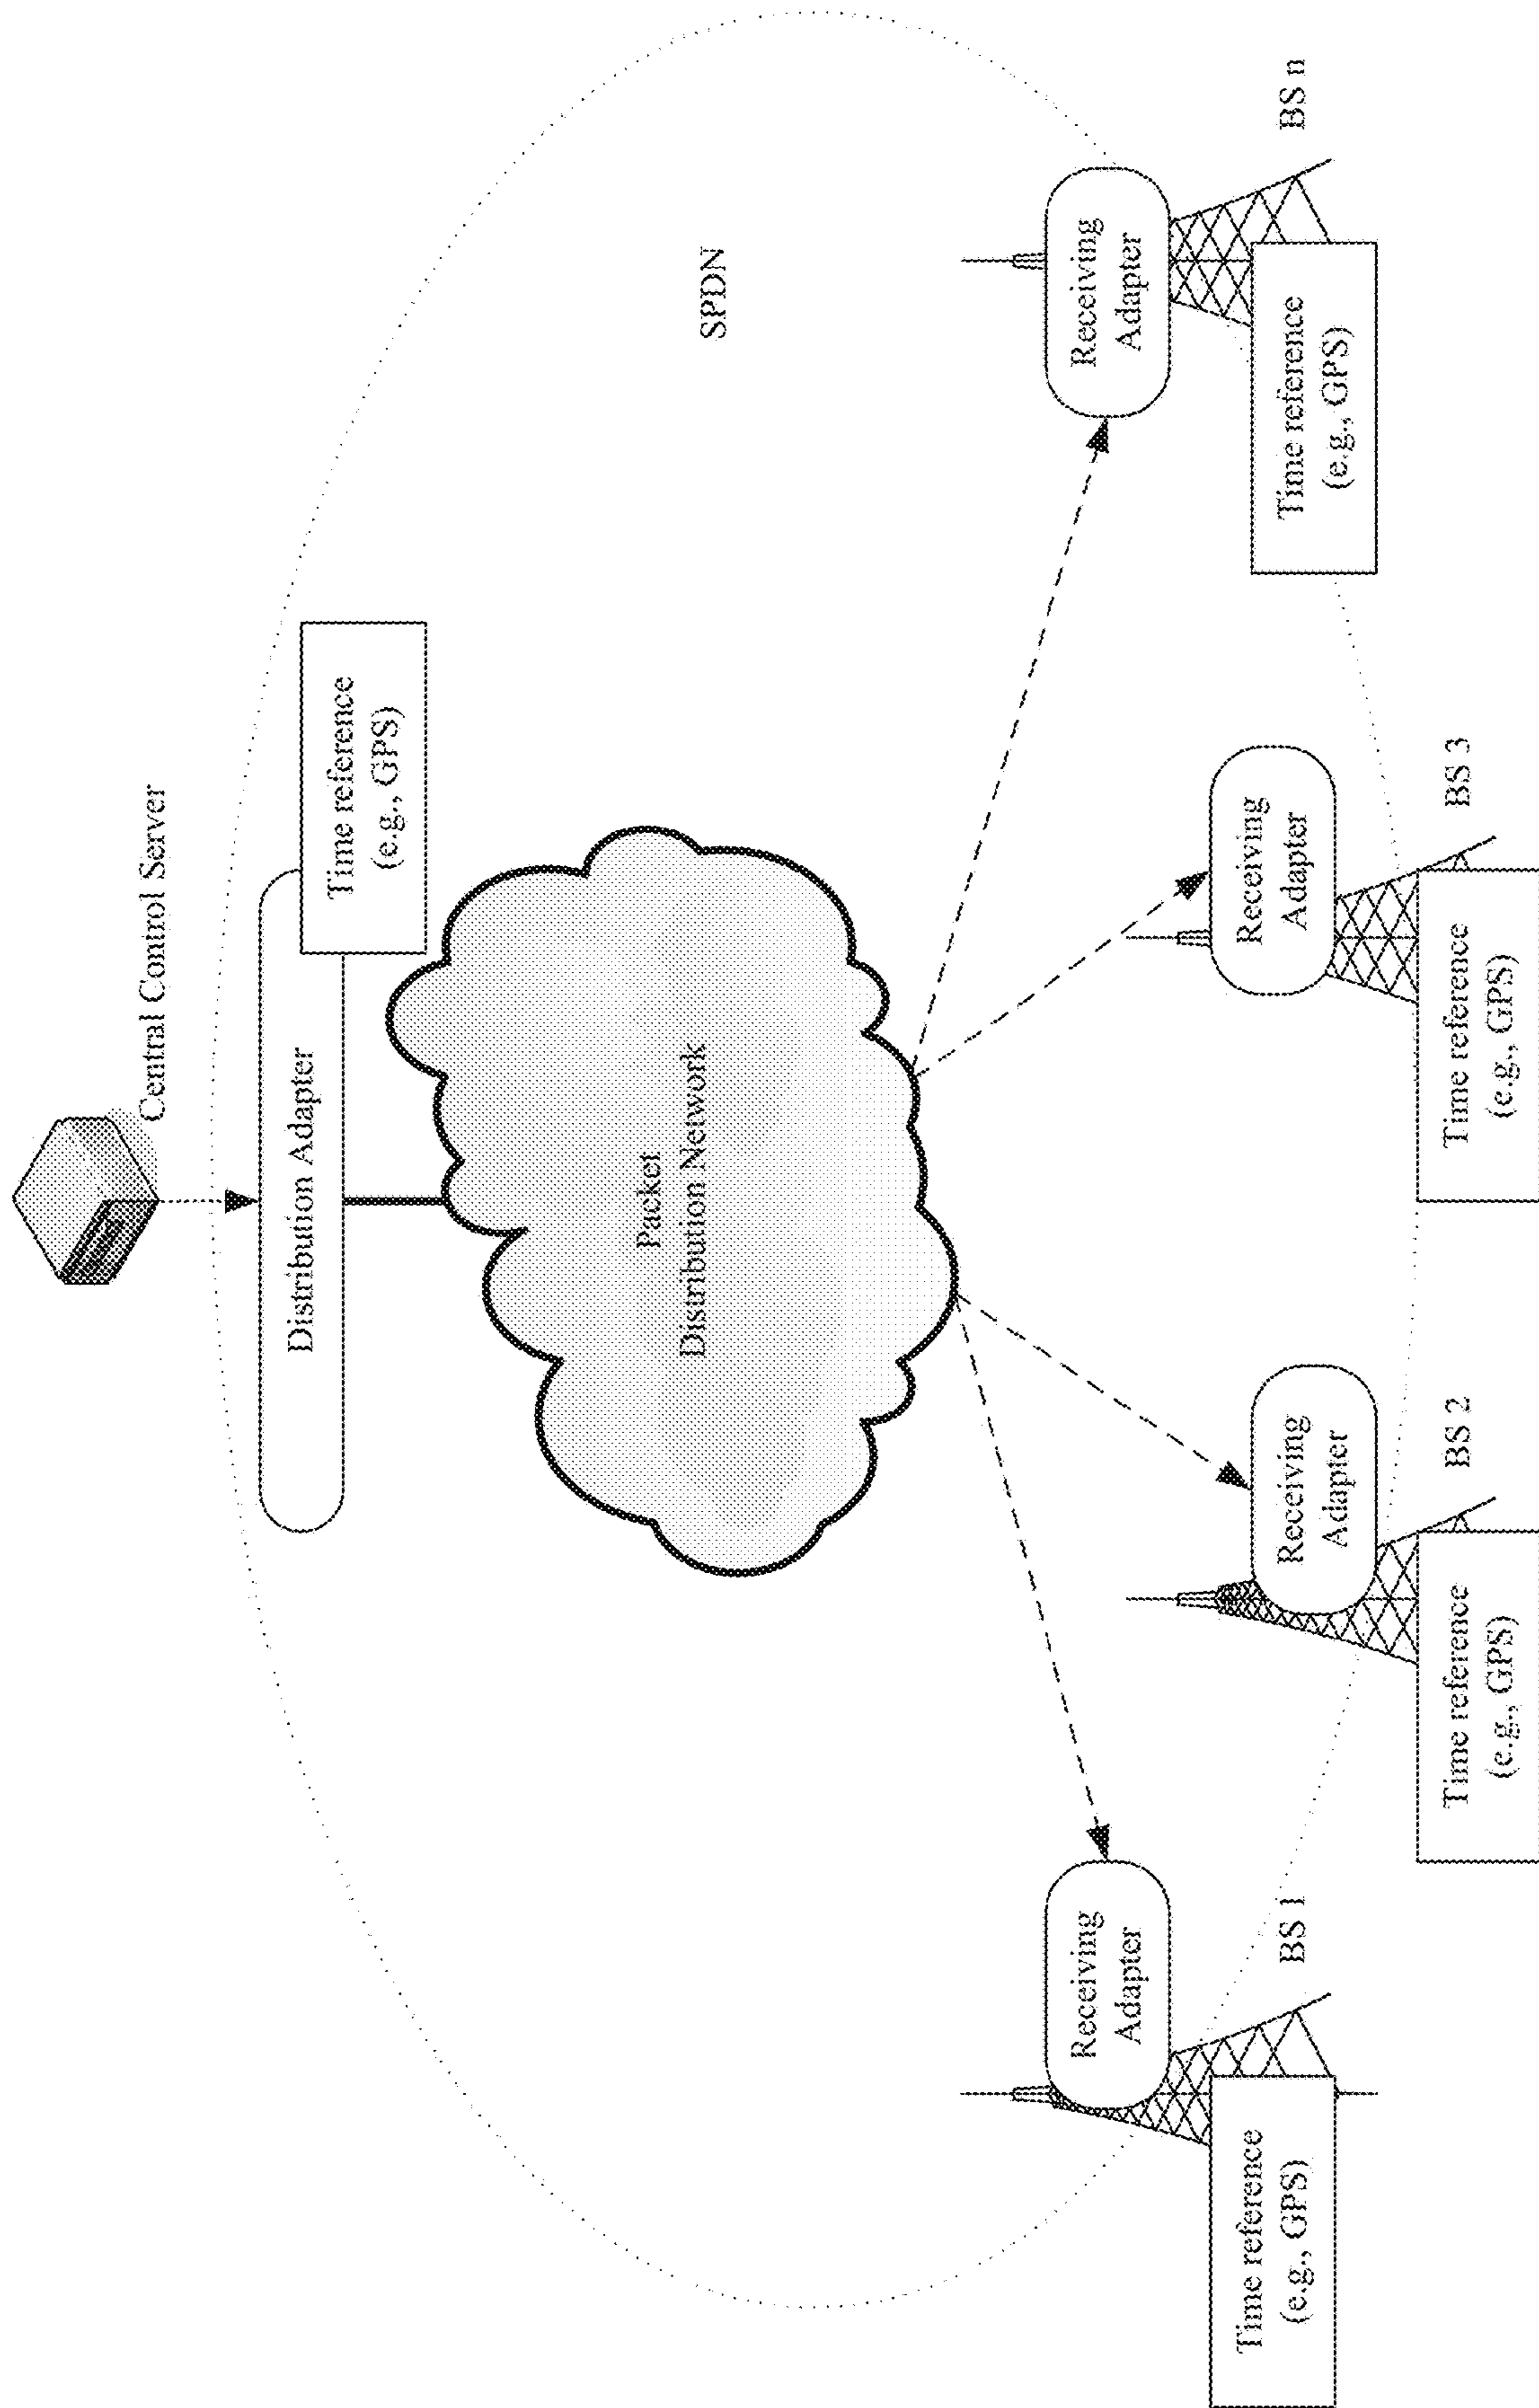 Central Control Server
Distribution Adapter
Time reference
(e.g., GPS)
Packet
Distribution Network
SPDN
Receiving
Adapter
BS 1
Time reference
(e.g., GPS)
Receiving
Adapter
BS 2
Time reference
(e.g., GPS)
Receiving
Adapter
BS 3
Time reference
(e.g., GPS)
Receiving
Adapter
BS n
Time reference
(e.g., GPS)